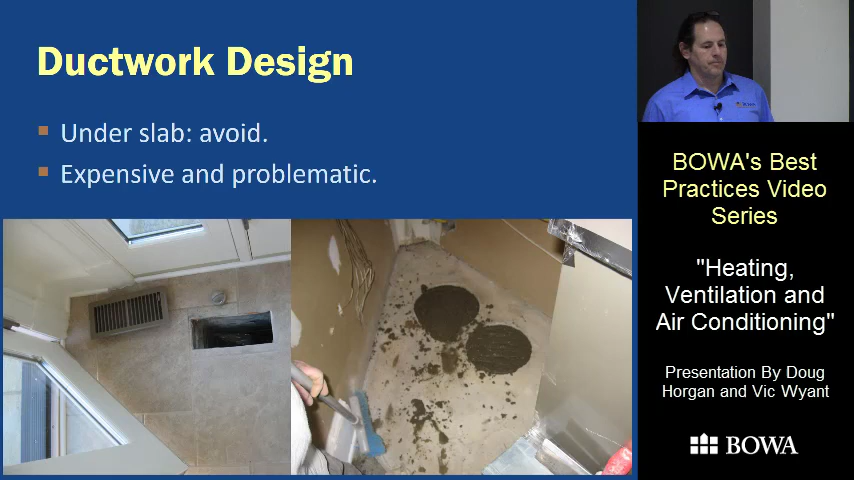 Ductwork Design
Under slab: avoid.
Expensive and problematic.
BOWA's Best
Practices Video
Series
"Heating,
Ventilation and
Air Conditioning"
Presentation By Doug
Horgan and Vic Wyant
BOWA